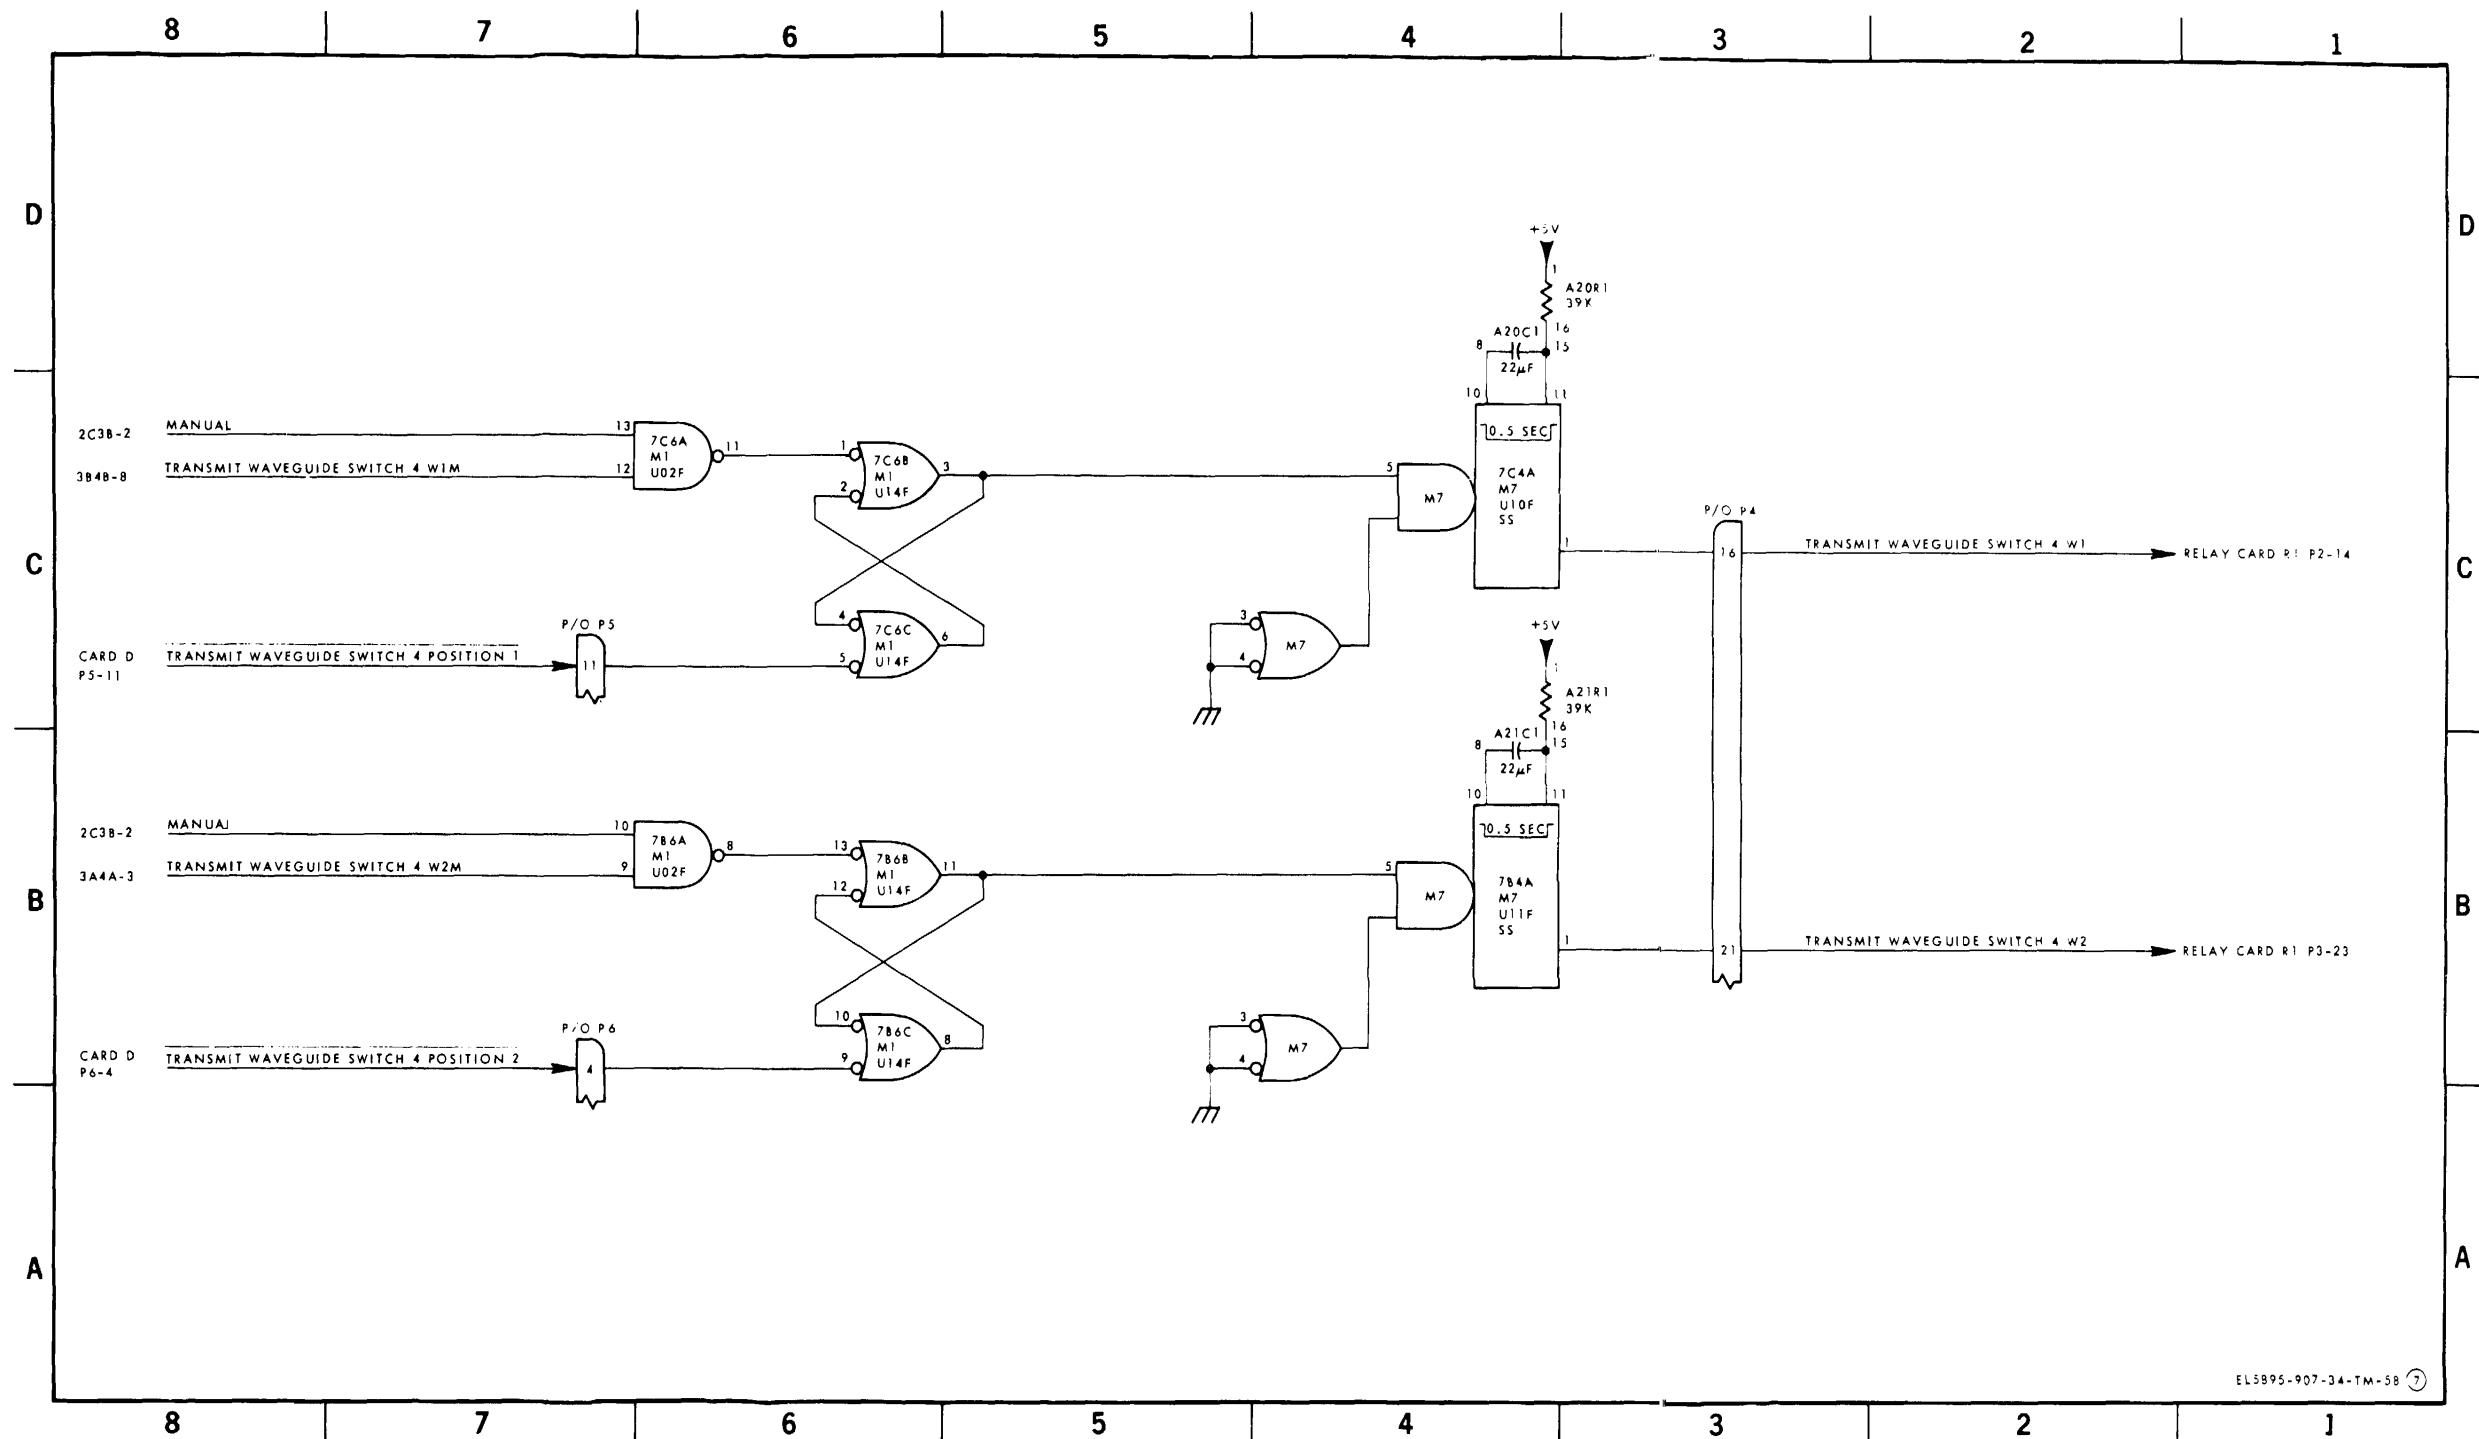 8 7 6 5 4 3 2 1
D D
+5V
1
A20R1
39K
16
A20C1
8 15
22µF
10 11
2C3B-2 MANUAL 13
7C6A
M1
U02F
11
3B4B-8 TRANSMIT WAVEGUIDE SWITCH 4 W1M 12
1
7C6B
M1
U14F
2
3
5
M7
0.5 SEC
7C4A
M7
U10F
SS
1
P/O P4
16
TRANSMIT WAVEGUIDE SWITCH 4 W1
RELAY CARD R1 P2-14
C C
P/O P5
CARD D
P5-11
TRANSMIT WAVEGUIDE SWITCH 4 POSITION 1
11
4
7C6C
M1
U14F
5
6
3
M7
4
+5V
1
A21R1
39K
16
A21C1
8 15
22µF
10 11
2C3B-2 MANUAL 10
7B6A
M1
U02F
8
3A4A-3 TRANSMIT WAVEGUIDE SWITCH 4 W2M 9
13
7B6B
M1
U14F
12
11
5
M7
0.5 SEC
7B4A
M7
U11F
SS
1
21
TRANSMIT WAVEGUIDE SWITCH 4 W2
RELAY CARD R1 P3-23
B B
P/O P6
CARD D
P6-4
TRANSMIT WAVEGUIDE SWITCH 4 POSITION 2
4
10
7B6C
M1
U14F
9
8
3
M7
4
A A
EL5895-907-34-TM-58 7
8 7 6 5 4 3 2 1